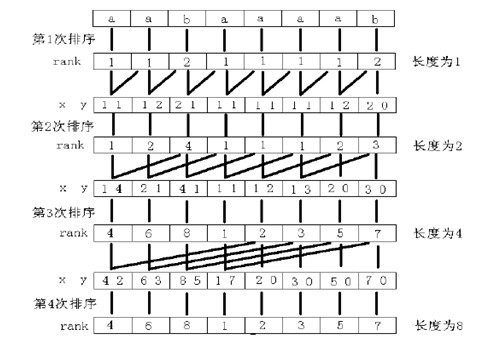 a a b a a a a b
第1次排序
rank 1 1 2 1 1 1 1 2 长度为1
x y 1 1 1 2 2 1 1 1 1 1 1 1 1 2 2 0
第2次排序
rank 1 2 4 1 1 1 2 3 长度为2
x y 1 4 2 1 4 1 1 1 1 2 1 3 2 0 3 0
第3次排序
rank 4 6 8 1 2 3 5 7 长度为4
x y 4 2 6 3 8 5 1 7 2 0 3 0 5 0 7 0
第4次排序
rank 4 6 8 1 2 3 5 7 长度为8